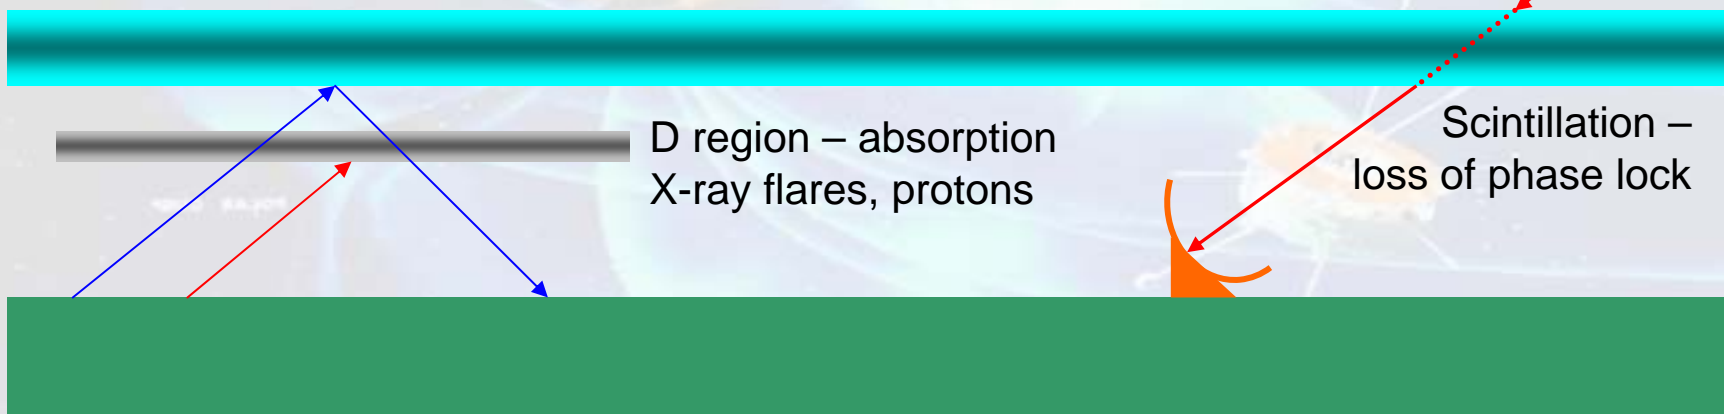 D region – absorption
X-ray flares, protons
Scintillation –
loss of phase lock